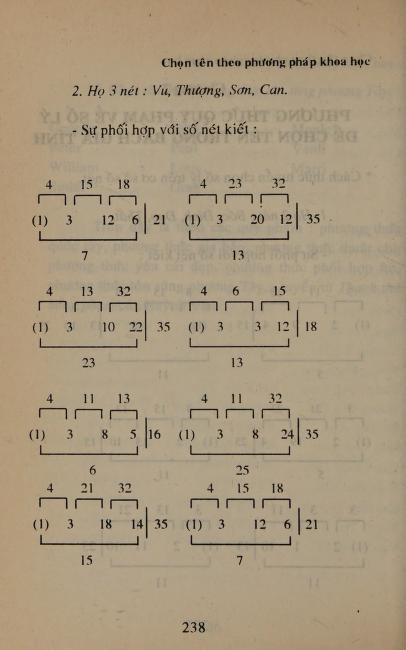 Chọn tên theo phương pháp khoa học
2. Họ 3 nét : Vu, Thượng, Sơn, Can.
- Sự phối hợp với số nét kiết :
4 15 18 4 23 32
(1) 3 12 6 21 (1) 3 20 12 35
7 13
4 13 32 4 6 15
(1) 3 10 22 35 (1) 3 3 12 18
23 13
4 11 13 4 11 32
(1) 3 8 5 16 (1) 3 8 24 35
6 25
4 21 32 4 15 18
(1) 3 18 14 35 (1) 3 12 6 21
15 7
238